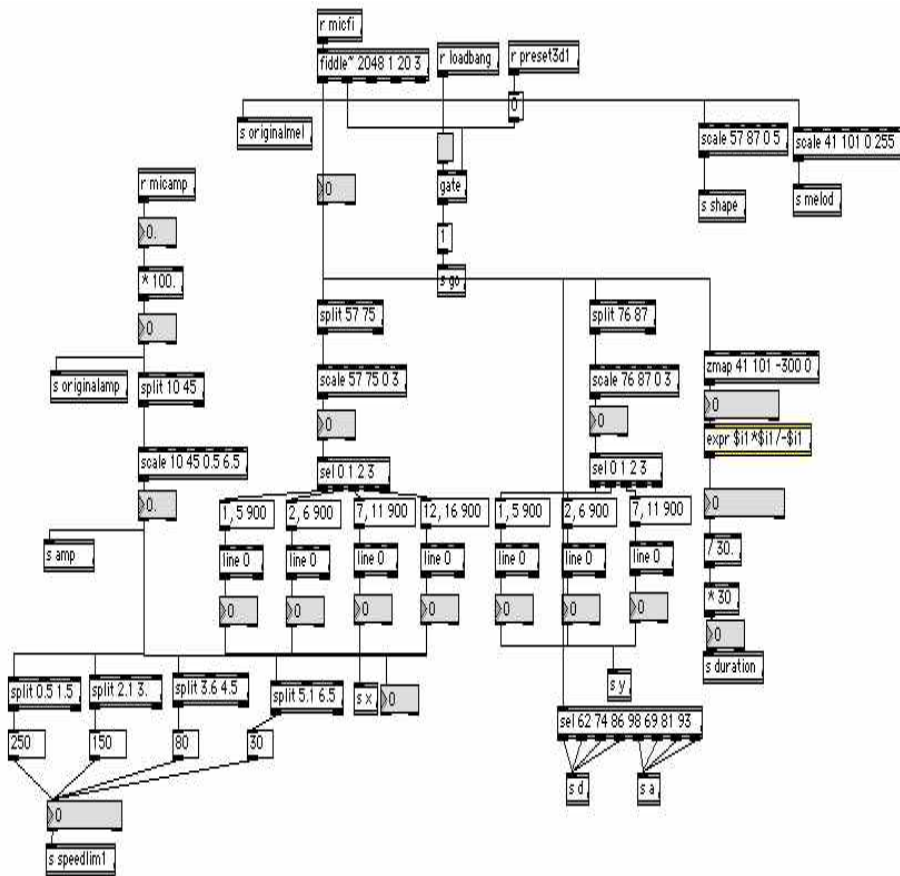 r micfi
fiddle~ 2048 1 20 3
r loadbang
r preset3d1
0
s originalmel
scale 57 87 0 5
scale 41 101 0 255
r micamp
0
gate
s shape
s melod
0.
1
* 100.
s go
0
split 57 75
split 76 87
s originalamp
split 10 45
scale 57 75 0 3
scale 76 87 0 3
zmap 41 101 -300 0
0
0
0
expr $i1*$i1/-$i1
scale 10 45 0.5 6.5
sel 0 1 2 3
sel 0 1 2 3
0.
1, 5 900
2, 6 900
7, 11 900
12, 16 900
1, 5 900
2, 6 900
7, 11 900
0
s amp
line 0
line 0
line 0
line 0
line 0
line 0
line 0
/ 30.
0
0
0
0
0
0
0
* 30
0
s duration
split 0.5 1.5
split 2.1 3.
split 3.6 4.5
split 5.1 6.5
s x
0
s y
250
150
80
30
sel 62 74 86 98 69 81 93
s d
s a
0
s speedlim1